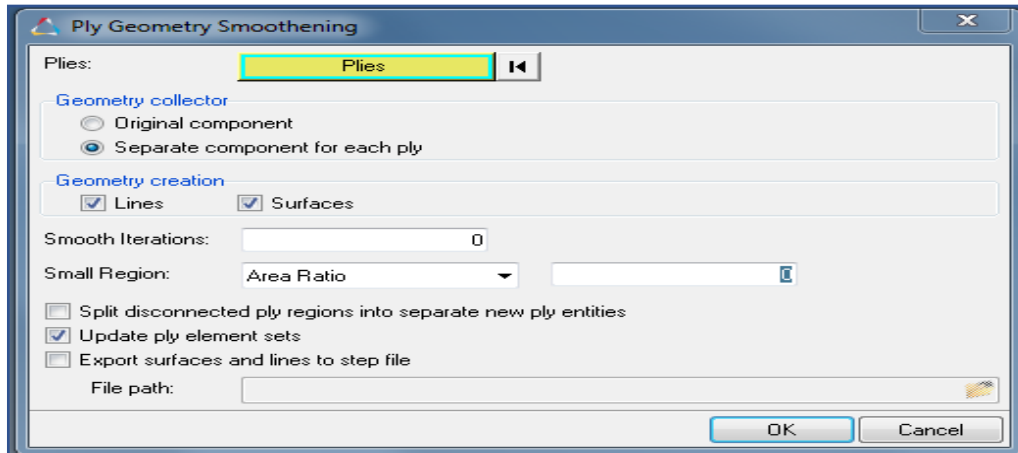 Ply Geometry Smoothening
Plies: Plies
Geometry collector
Original component
Separate component for each ply
Geometry creation
Lines Surfaces
Smooth Iterations: 0
Small Region: Area Ratio 0
Split disconnected ply regions into separate new ply entities
Update ply element sets
Export surfaces and lines to step file
File path:
OK Cancel